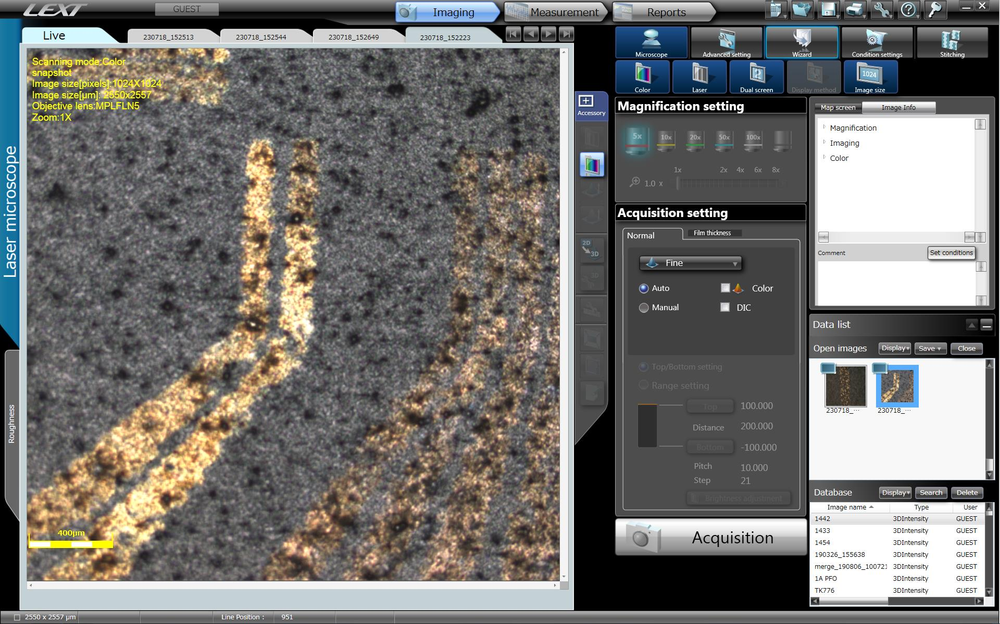 LEXT
GUEST
Imaging
Measurement
Reports
Live
230718_152513
230718_152544
230718_152649
230718_152223
Microscope
Advanced setting
Wizard
Condition settings
Stitching
Color
Laser
2
Dual screen
Display method
1024
Image size
Laser microscope
Roughness
Scanning mode:Color
snapshot
Image size[pixels]:1024X1024
Image size[µm]: 2550x2557
Objective lens:MPLFLN5
Zoom:1X
400µm
Accessory
2D
3D
3D
Magnification setting
5x 10x 20x 50x 100x
1x 2x 4x 6x 8x
1.0 x
Acquisition setting
Normal
Film thickness
Fine
Auto
Color
Manual
DIC
Top/Bottom setting
Range setting
Top 100.000
Distance 200.000
Bottom -100.000
Pitch 10.000
Step 21
Brightness adjustment
Acquisition
Map screen
Image Info
Magnification
Imaging
Color
Comment
Set conditions
Data list
Open images
Display
Save
Close
230718_···
230718_···
Database
Display
Search
Delete
Image name Type User
1442 3DIntensity GUEST
1433 3DIntensity GUEST
1454 3DIntensity GUEST
190326_155638 3DIntensity GUEST
merge_190806_100721 3DIntensity GUEST
1A PFO 3DIntensity GUEST
TK776 3DIntensity GUEST
2550 x 2557 µm
Line Position : 951